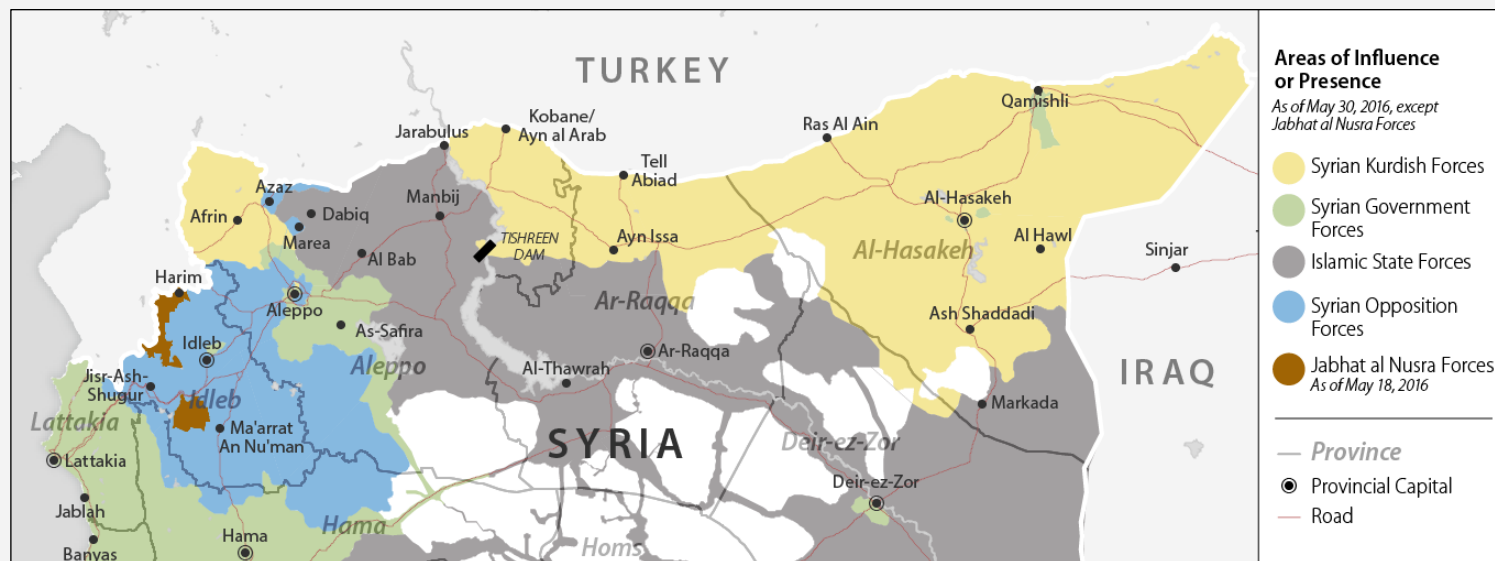 TURKEY
Kobane/
Ayn al Arab
Jarabulus
Ras Al Ain
Qamishli
Tell
Abiad
Azaz
Dabiq
Manbij
Afrin
Marea
Al Bab
TISHREEN
DAM
Ayn Issa
Al-Hasakeh
Al-Hasakeh
Al Hawl
Sinjar
Harim
Aleppo
As-Safira
Ar-Raqqa
Ash Shaddadi
Idleb
Aleppo
Ar-Raqqa
IRAQ
Jisr-Ash-
Shugur
Al-Thawrah
Idleb
Markada
Lattakia
Ma'arrat
An Nu'man
SYRIA
Deir-ez-Zor
Lattakia
Deir-ez-Zor
Jablah
Hama
Hama
Homs
Banyas
Areas of Influence
or Presence
As of May 30, 2016, except
Jabhat al Nusra Forces
Syrian Kurdish Forces
Syrian Government
Forces
Islamic State Forces
Syrian Opposition
Forces
Jabhat al Nusra Forces
As of May 18, 2016
Province
Provincial Capital
Road